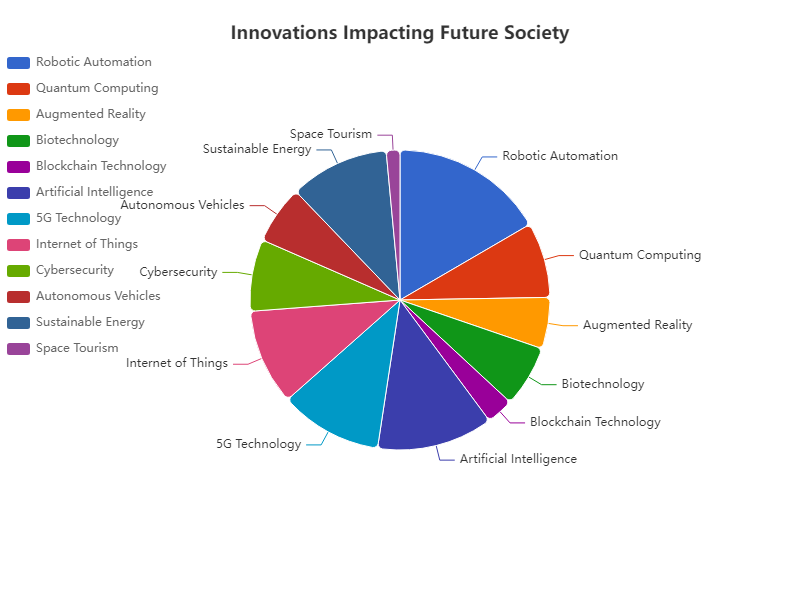 Innovations Impacting Future Society
Robotic Automation
Quantum Computing
Augmented Reality
Biotechnology
Blockchain Technology
Artificial Intelligence
5G Technology
Internet of Things
Cybersecurity
Autonomous Vehicles
Sustainable Energy
Space Tourism
Space Tourism
Sustainable Energy
Robotic Automation
Autonomous Vehicles
Quantum Computing
Cybersecurity
Augmented Reality
Internet of Things
Biotechnology
Blockchain Technology
5G Technology
Artificial Intelligence